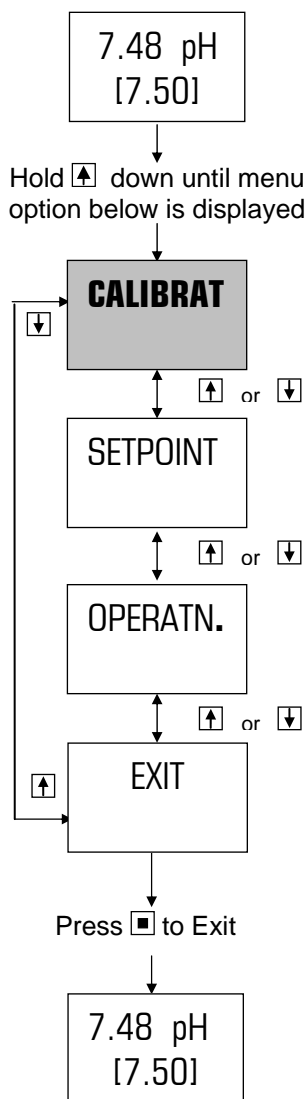 7.48 pH
[7.50]
Hold down until menu
option below is displayed
CALIBRAT
or
SETPOINT
or
OPERATN.
or
EXIT
Press to Exit
7.48 pH
[7.50]